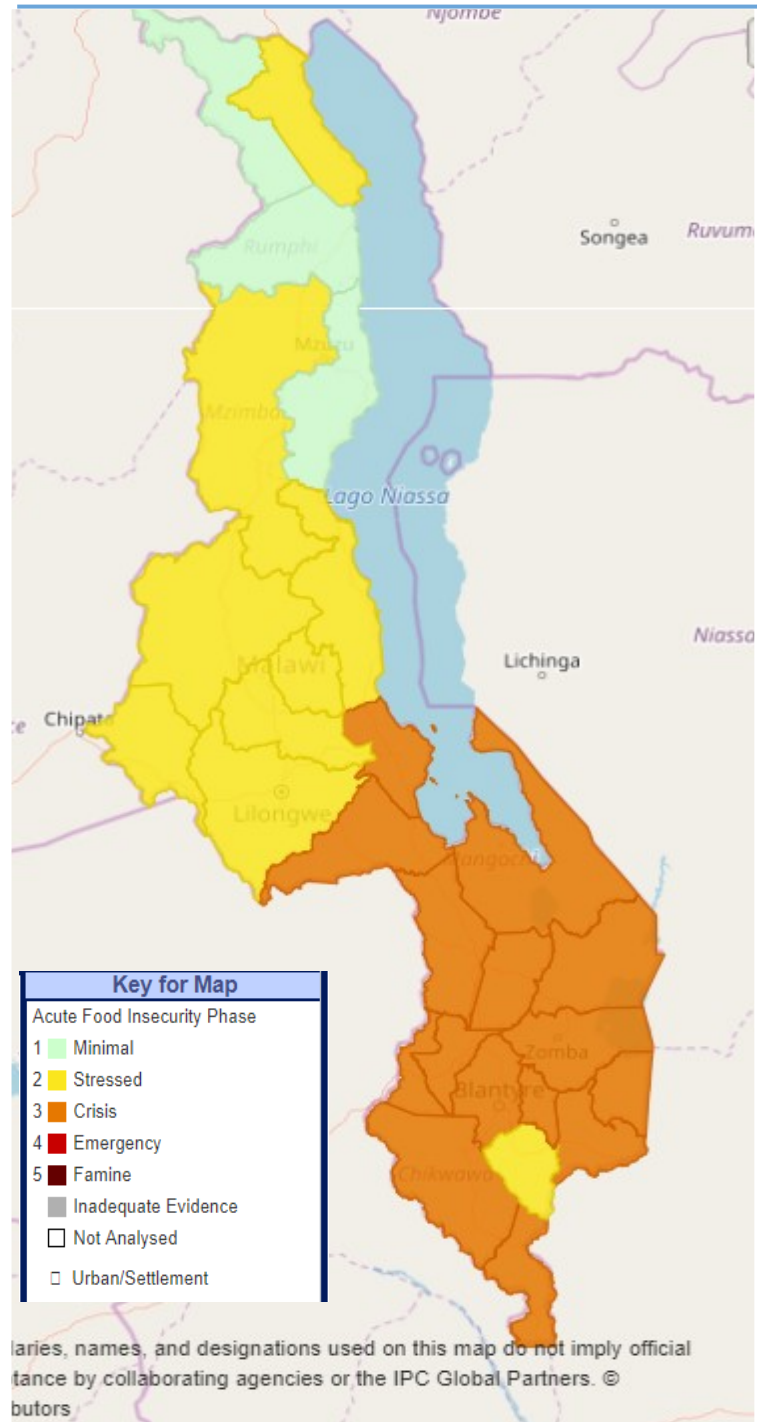 Njombe
Songea
Ruvum
Rumphi
Mzuzu
Mzimba
Lago Niassa
Niassa
Malawi
Lichinga
Chipat
Lilongwe
Mangochi
Key for Map
Acute Food Insecurity Phase
1 Minimal
2 Stressed
3 Crisis
4 Emergency
5 Famine
Inadequate Evidence
Not Analysed
Urban/Settlement
Zomba
Blantyre
Chikwawa
laries, names, and designations used on this map do not imply official
tance by collaborating agencies or the IPC Global Partners. ©
butors